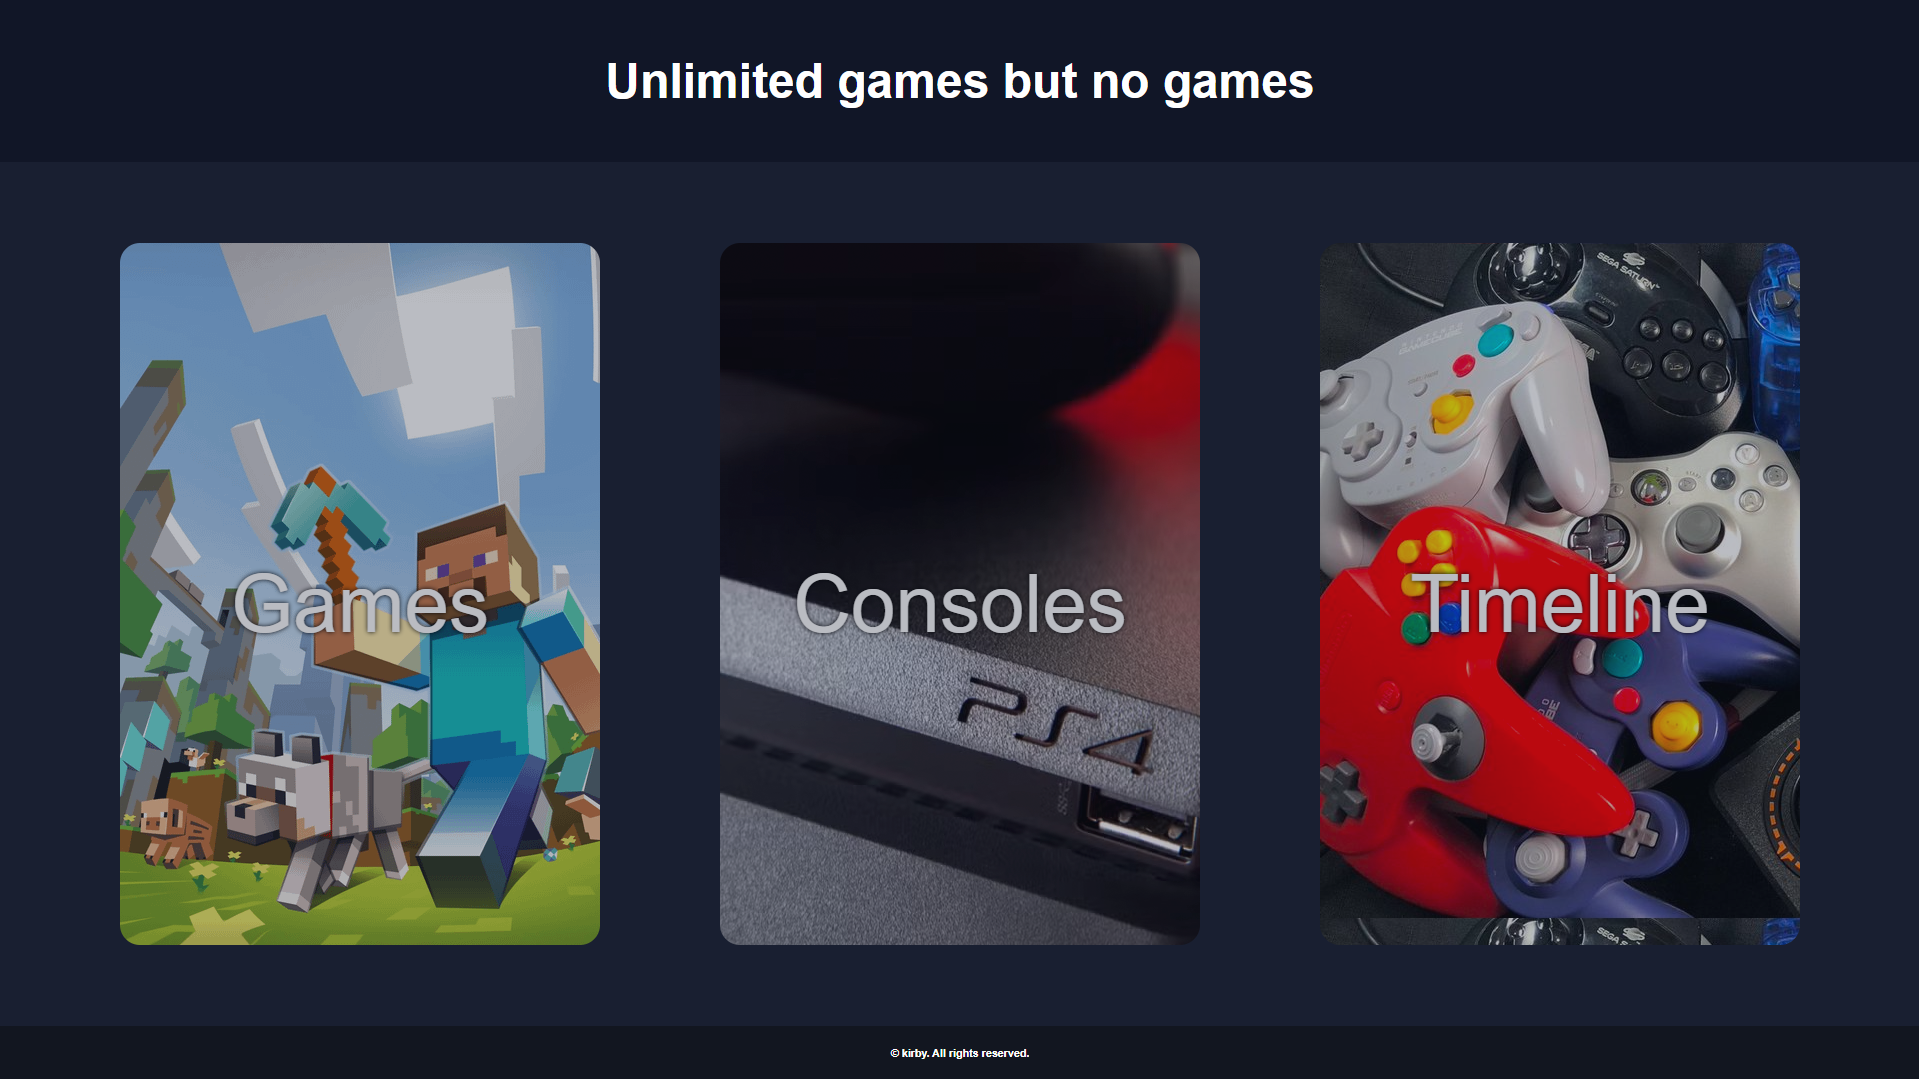 Unlimited games but no games
SEGA SATURN
Games
Consoles
Timeline
PS4
© kirby. All rights reserved.